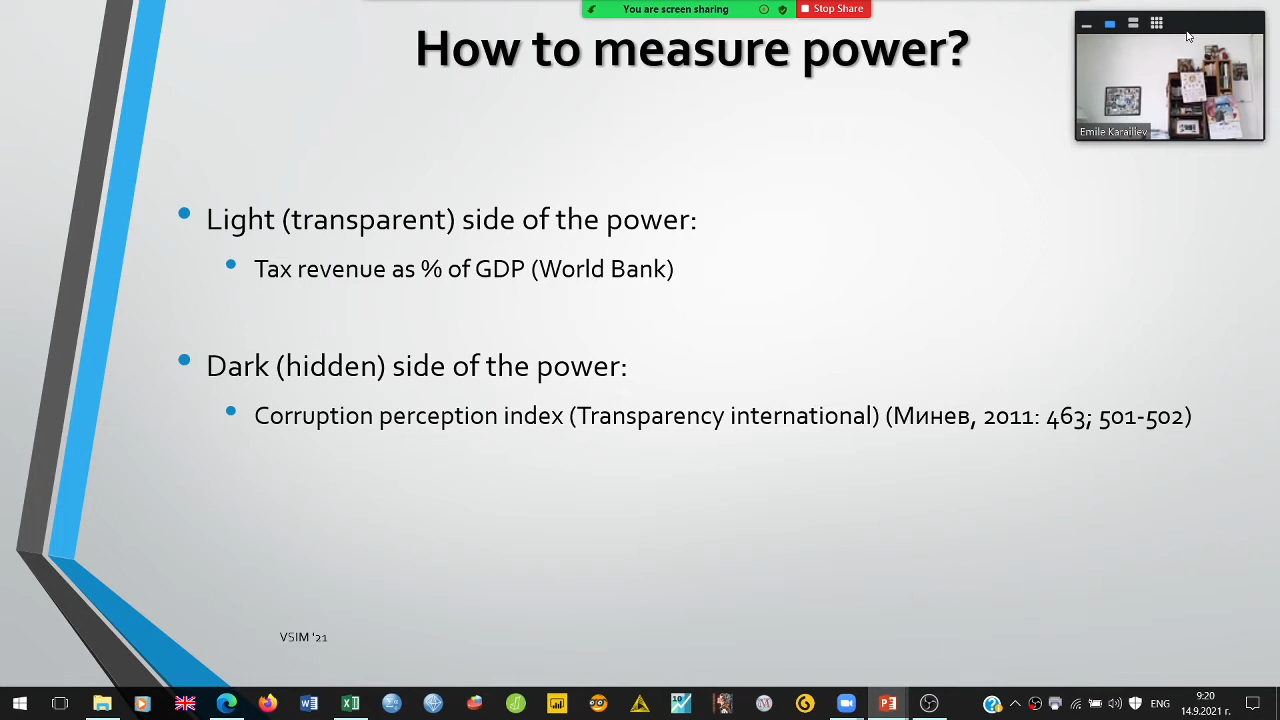 You are screen sharing
Stop Share
How to measure power?
Emile Karailiev
Light (transparent) side of the power:
Tax revenue as % of GDP (World Bank)
Dark (hidden) side of the power:
Corruption perception index (Transparency international) (Минев, 2011: 463; 501-502)
VSIM '21
10
ЕНГ
9:20
14.9.2021 г.